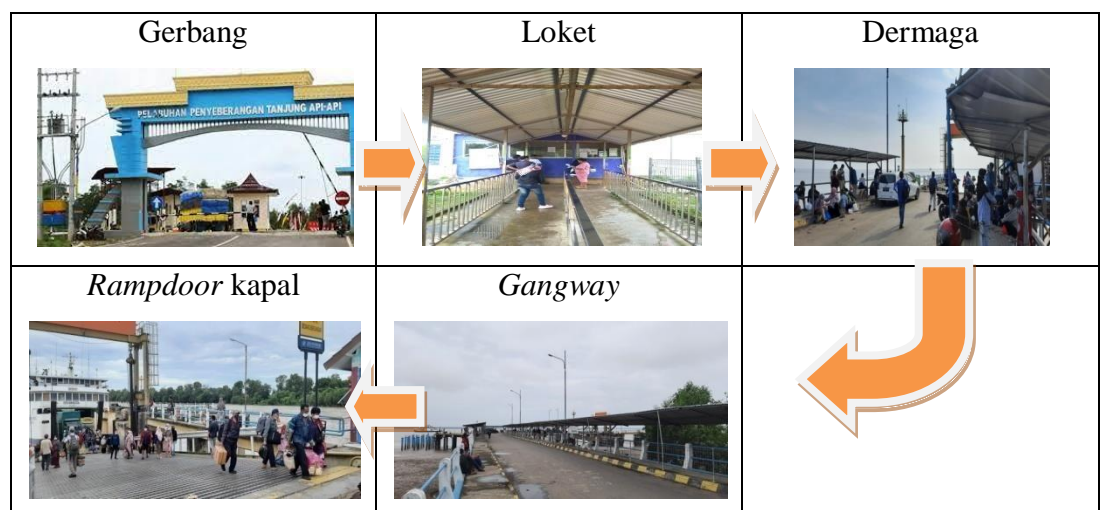 Gerbang
Loket
Dermaga
PELABUHAN PENYEBERANGAN TANJUNG API-API
Rampdoor kapal
Gangway